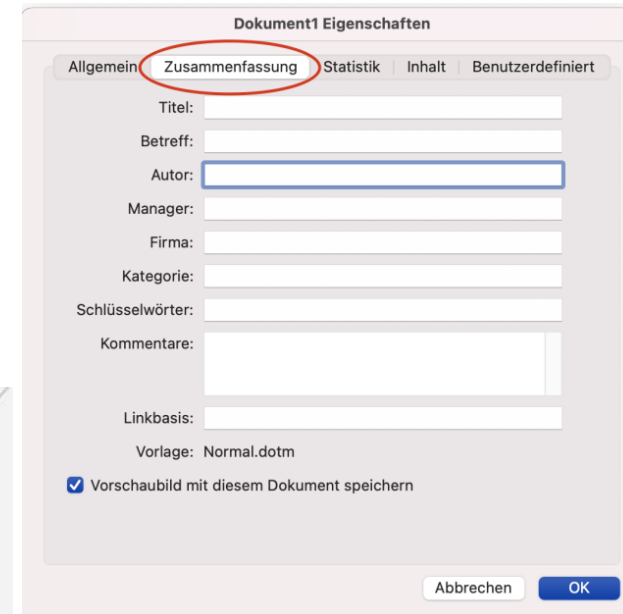 Dokument1 Eigenschaften
Allgemein Zusammenfassung Statistik Inhalt Benutzerdefiniert
Titel:
Betreff:
Autor:
Manager:
Firma:
Kategorie:
Schlüsselwörter:
Kommentare:
Linkbasis:
Vorlage: Normal.dotm
Vorschaubild mit diesem Dokument speichern
Abbrechen OK